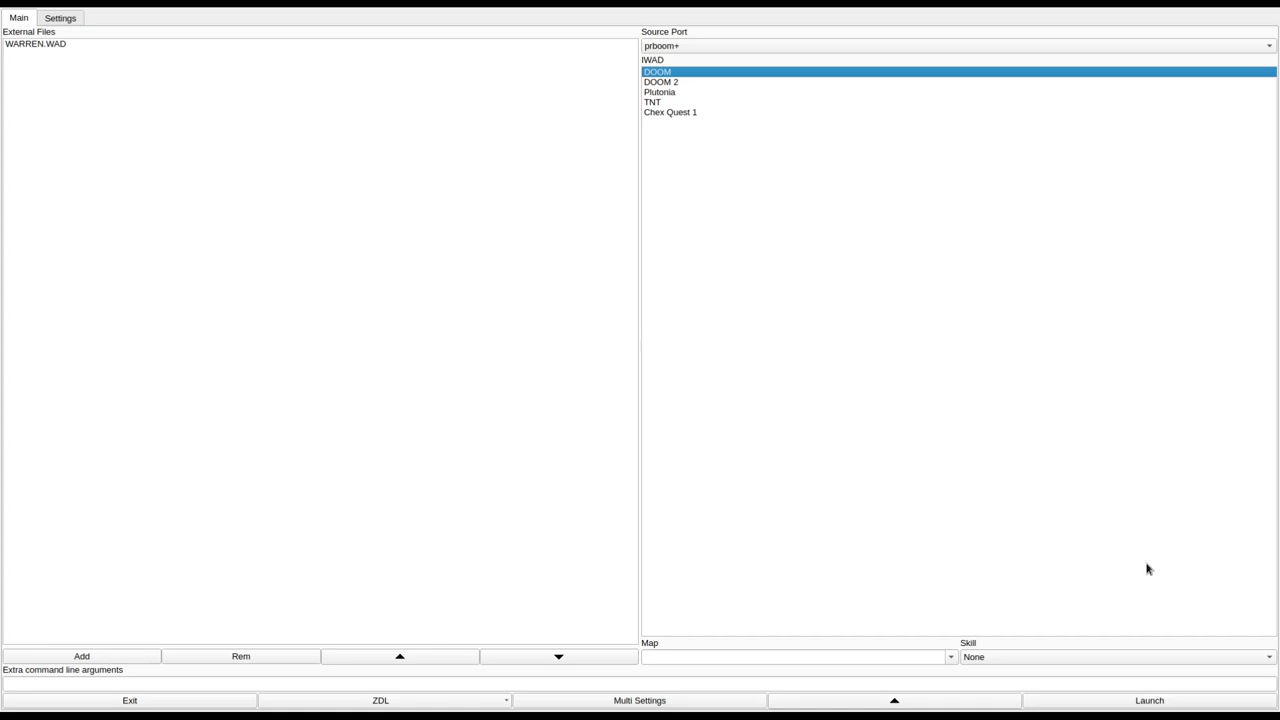 Main Settings
External Files
WARREN.WAD
Source Port
prboom+
IWAD
DOOM
DOOM 2
Plutonia
TNT
Chex Quest 1
Map Skill
None
Add Rem
Extra command line arguments
Exit ZDL Multi Settings Launch